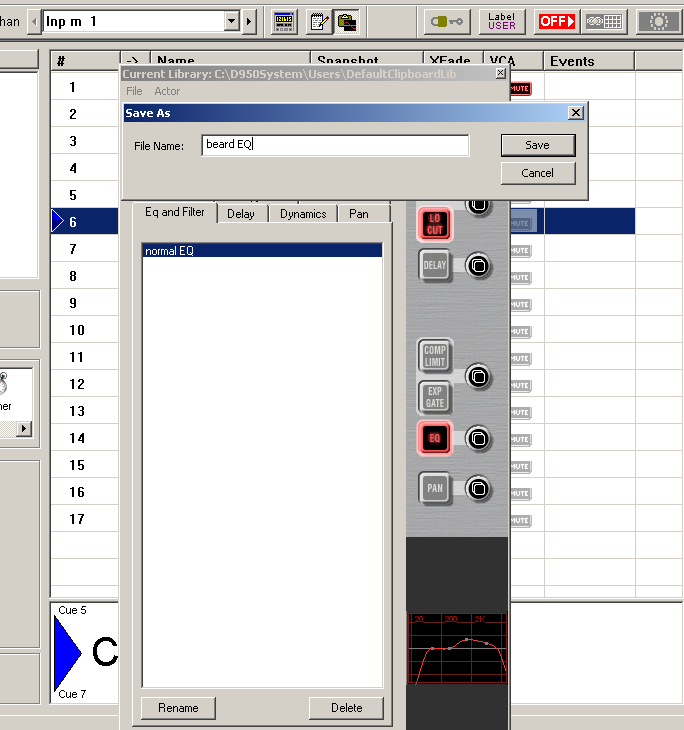 han
Inp m 1
Label
USER
OFF
# -> Name Snapshot XFade VCA Events
Current Library: C:\D950System\Users\DefaultClipboardLib
File Actor
Save As
File Name: beard EQ
Save
Cancel
Eq and Filter Delay Dynamics Pan
normal EQ
1 MUTE
2
3
4
5
6 MUTE
7 MUTE
8 MUTE
9 MUTE
10 MUTE
11 MUTE
12 MUTE
13 MUTE
14 MUTE
15 MUTE
16 MUTE
17 MUTE
LO
CUT
DELAY
COMP
LIMIT
EXP
GATE
EQ
PAN
ner
Cue 5
C
Cue 7
20 200 2K
Rename Delete